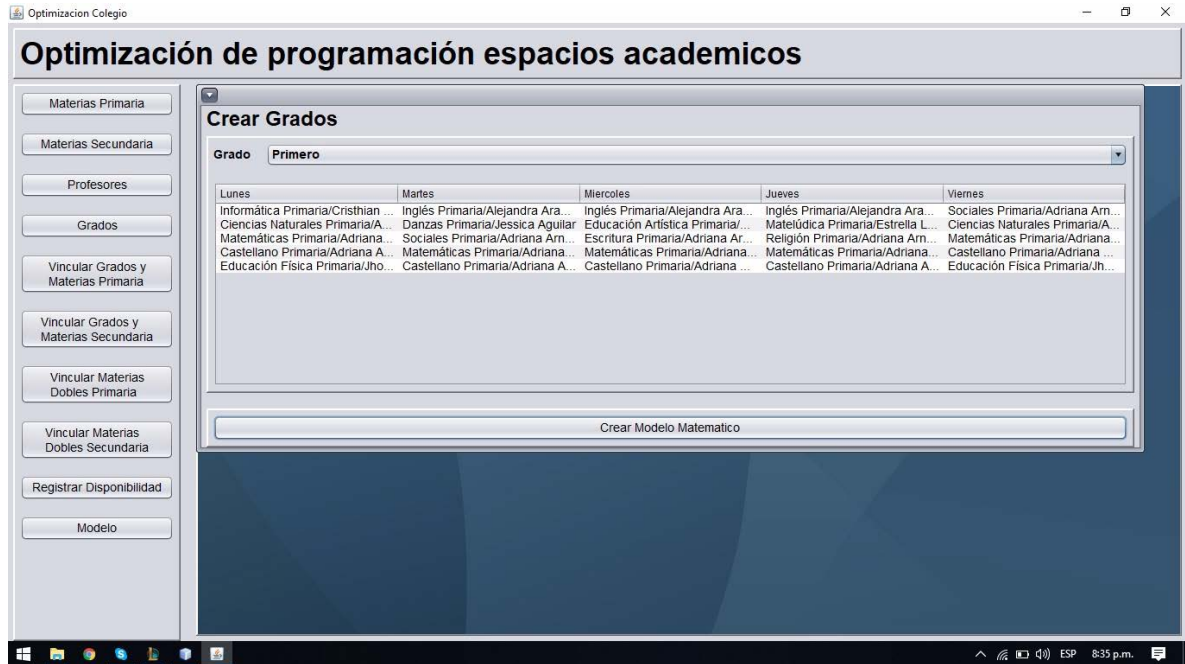 Optimizacion Colegio
Optimización de programación espacios academicos
Materias Primaria
Materias Secundaria
Profesores
Grados
Vincular Grados y
Materias Primaria
Vincular Grados y
Materias Secundaria
Vincular Materias
Dobles Primaria
Vincular Materias
Dobles Secundaria
Registrar Disponibilidad
Modelo
Crear Grados
Grado Primero
Lunes Martes Miercoles Jueves Viernes
Informática Primaria/Cristhian ... Inglés Primaria/Alejandra Ara... Inglés Primaria/Alejandra Ara... Inglés Primaria/Alejandra Ara... Sociales Primaria/Adriana Arn...
Ciencias Naturales Primaria/A... Danzas Primaria/Jessica Aguilar Educación Artística Primaria/... Matelúdica Primaria/Estrella L... Ciencias Naturales Primaria/A...
Matemáticas Primaria/Adriana... Sociales Primaria/Adriana Arn... Escritura Primaria/Adriana Ar... Religión Primaria/Adriana Arn... Matemáticas Primaria/Adriana...
Castellano Primaria/Adriana A... Matemáticas Primaria/Adriana... Matemáticas Primaria/Adriana... Matemáticas Primaria/Adriana... Castellano Primaria/Adriana ...
Educación Física Primaria/Jho... Castellano Primaria/Adriana A... Castellano Primaria/Adriana ... Castellano Primaria/Adriana A... Educación Física Primaria/Jh...
Crear Modelo Matematico
ESP 8:35 p.m.